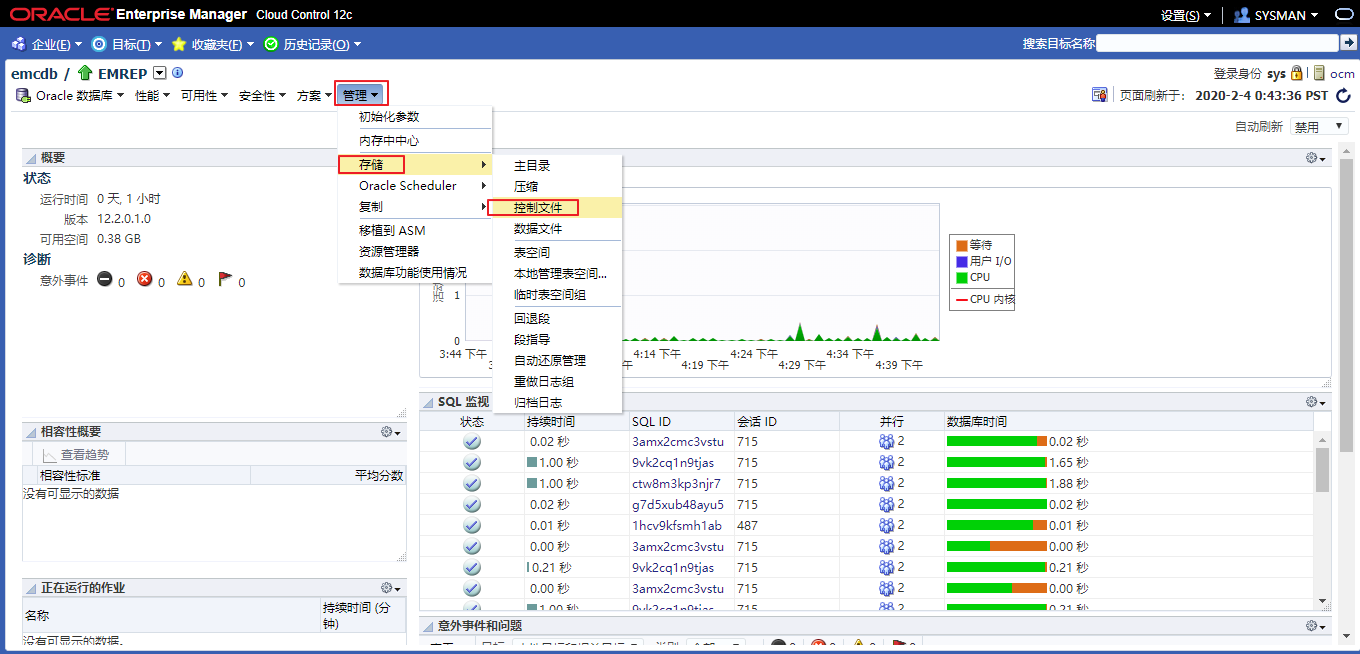 ORACLE Enterprise Manager Cloud Control 12c 设置(S) SYSMAN
企业(E) 目标(T) 收藏夹(F) 历史记录(O) 搜索目标名称
emcdb / EMREP 登录身份 sys ocm
Oracle 数据库 性能 可用性 安全性 方案 管理 页面刷新于: 2020-2-4 0:43:36 PST
自动刷新 禁用
初始化参数
内存中中心
存储
Oracle Scheduler
复制
移植到 ASM
资源管理器
数据库功能使用情况
主目录
压缩
控制文件
数据文件
表空间
本地管理表空间...
临时表空间组
回退段
段指导
自动还原管理
重做日志组
归档日志
概要
状态
运行时间 0 天, 1 小时
版本 12.2.0.1.0
可用空间 0.38 GB
诊断
意外事件 0 0 0 0
等待
用户 I/O
CPU
CPU 内核
1
0
3:44 下午 4:14 下午 4:24 下午 4:34 下午
4:19 下午 4:29 下午 4:39 下午
相容性概要
查看趋势
相容性标准 平均分数
没有可显示的数据
正在运行的作业
名称 持续时间 (分钟)
没有可显示的数据。
SQL 监视
状态 持续时间 SQL ID 会话 ID 并行 数据库时间
0.02 秒 3amx2cmc3vstu 715 2 0.02 秒
1.00 秒 9vk2cq1n9tjas 715 2 1.65 秒
1.00 秒 ctw8m3kp3njr7 715 2 1.88 秒
0.02 秒 g7d5xub48ayu5 715 2 0.02 秒
0.01 秒 1hcv9kfsmh1ab 487 2 0.01 秒
0.00 秒 3amx2cmc3vstu 715 2 0.00 秒
0.21 秒 9vk2cq1n9tjas 715 2 0.21 秒
0.00 秒 3amx2cmc3vstu 715 2 0.00 秒
1.00 秒 9vk2cq1n9tjas 715 2 0.21 秒
意外事件和问题